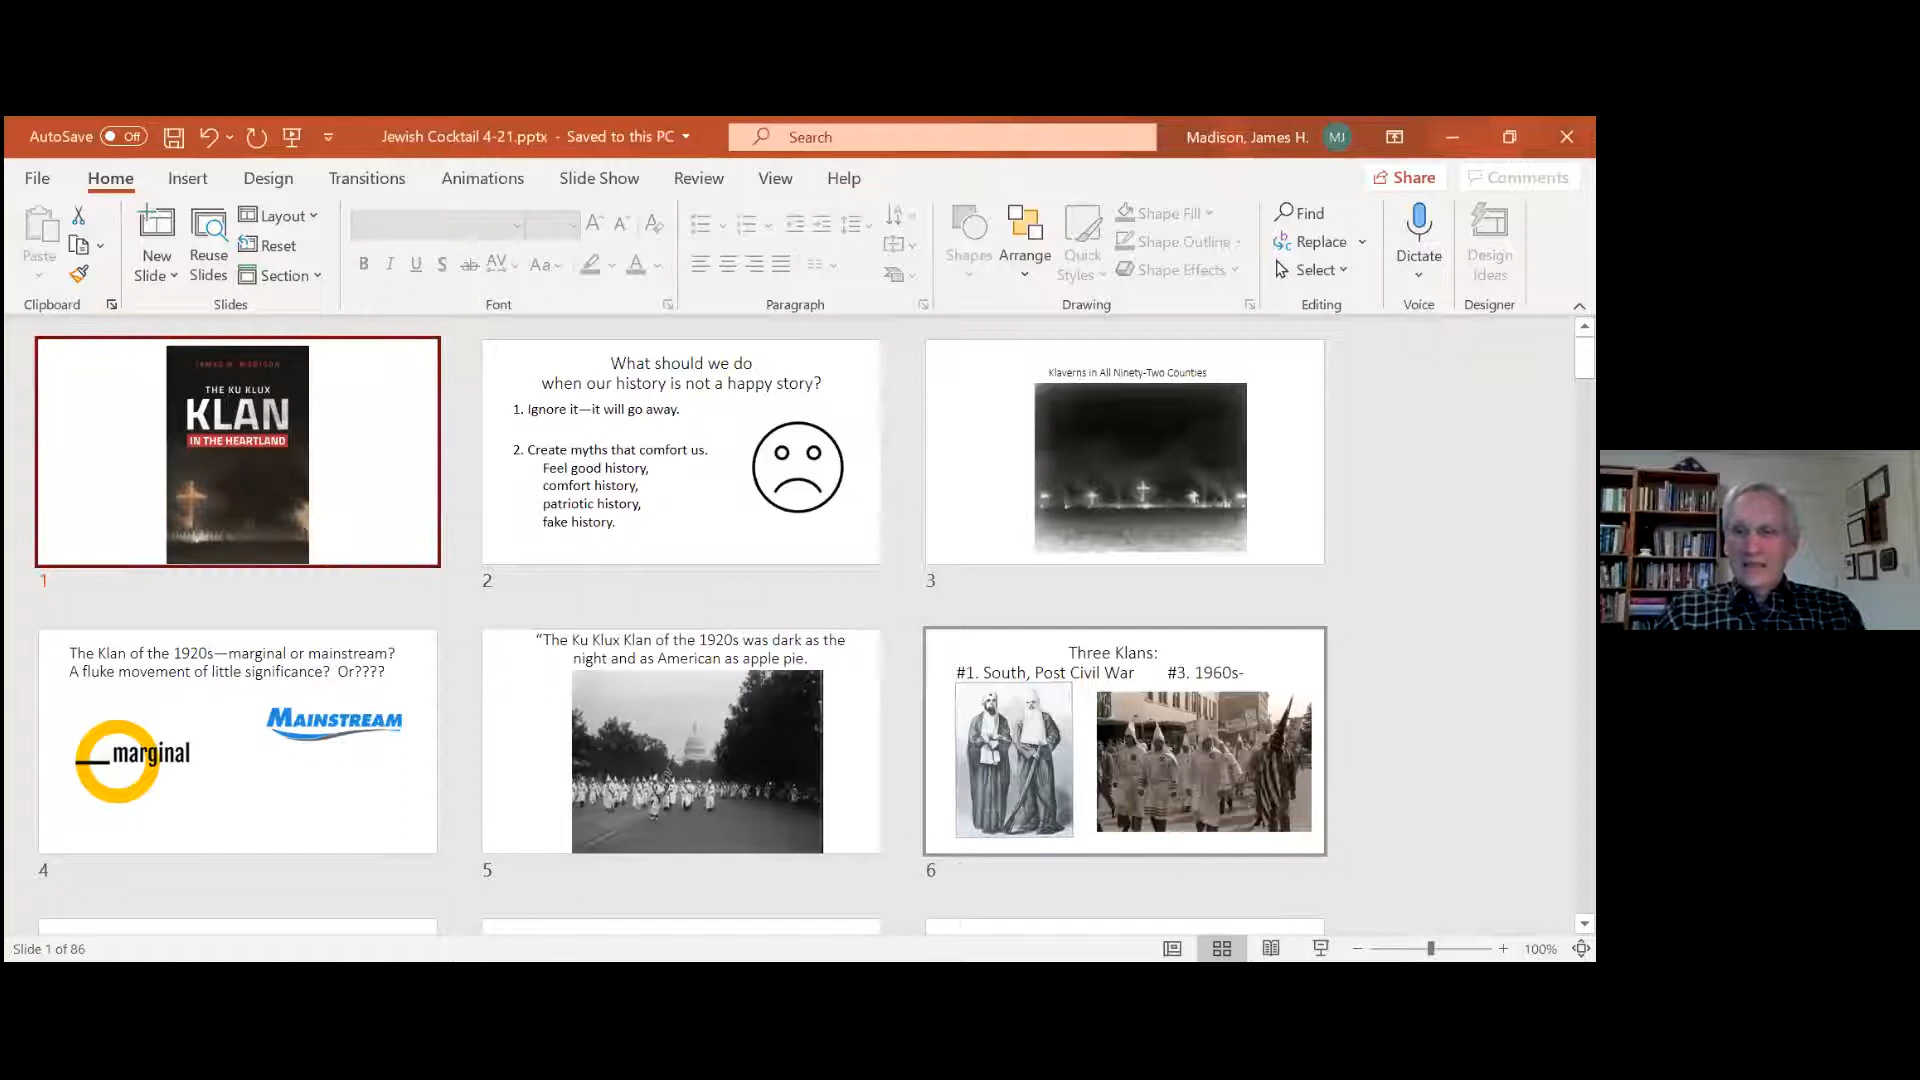 AutoSave Off
Jewish Cocktail 4-21.pptx - Saved to this PC
Search
Madison, James H. MJ
File Home Insert Design Transitions Animations Slide Show Review View Help
Share Comments
Paste
New Slide
Reuse Slides
Layout
Reset
Section
B I U S ab AV Aa A
Shapes
Arrange
Quick Styles
Shape Fill
Shape Outline
Shape Effects
Find
Replace
Select
Dictate
Design Ideas
Clipboard Slides Font Paragraph Drawing Editing Voice Designer
JAMES H. MADISON
THE KU KLUX
KLAN
IN THE HEARTLAND
1
What should we do
when our history is not a happy story?
1. Ignore it—it will go away.
2. Create myths that comfort us.
Feel good history,
comfort history,
patriotic history,
fake history.
2
Klaverns in All Ninety-Two Counties
3
The Klan of the 1920s—marginal or mainstream?
A fluke movement of little significance? Or????
marginal
MAINSTREAM
4
“The Ku Klux Klan of the 1920s was dark as the
night and as American as apple pie.
5
Three Klans:
#1. South, Post Civil War #3. 1960s-
6
Slide 1 of 86
100%